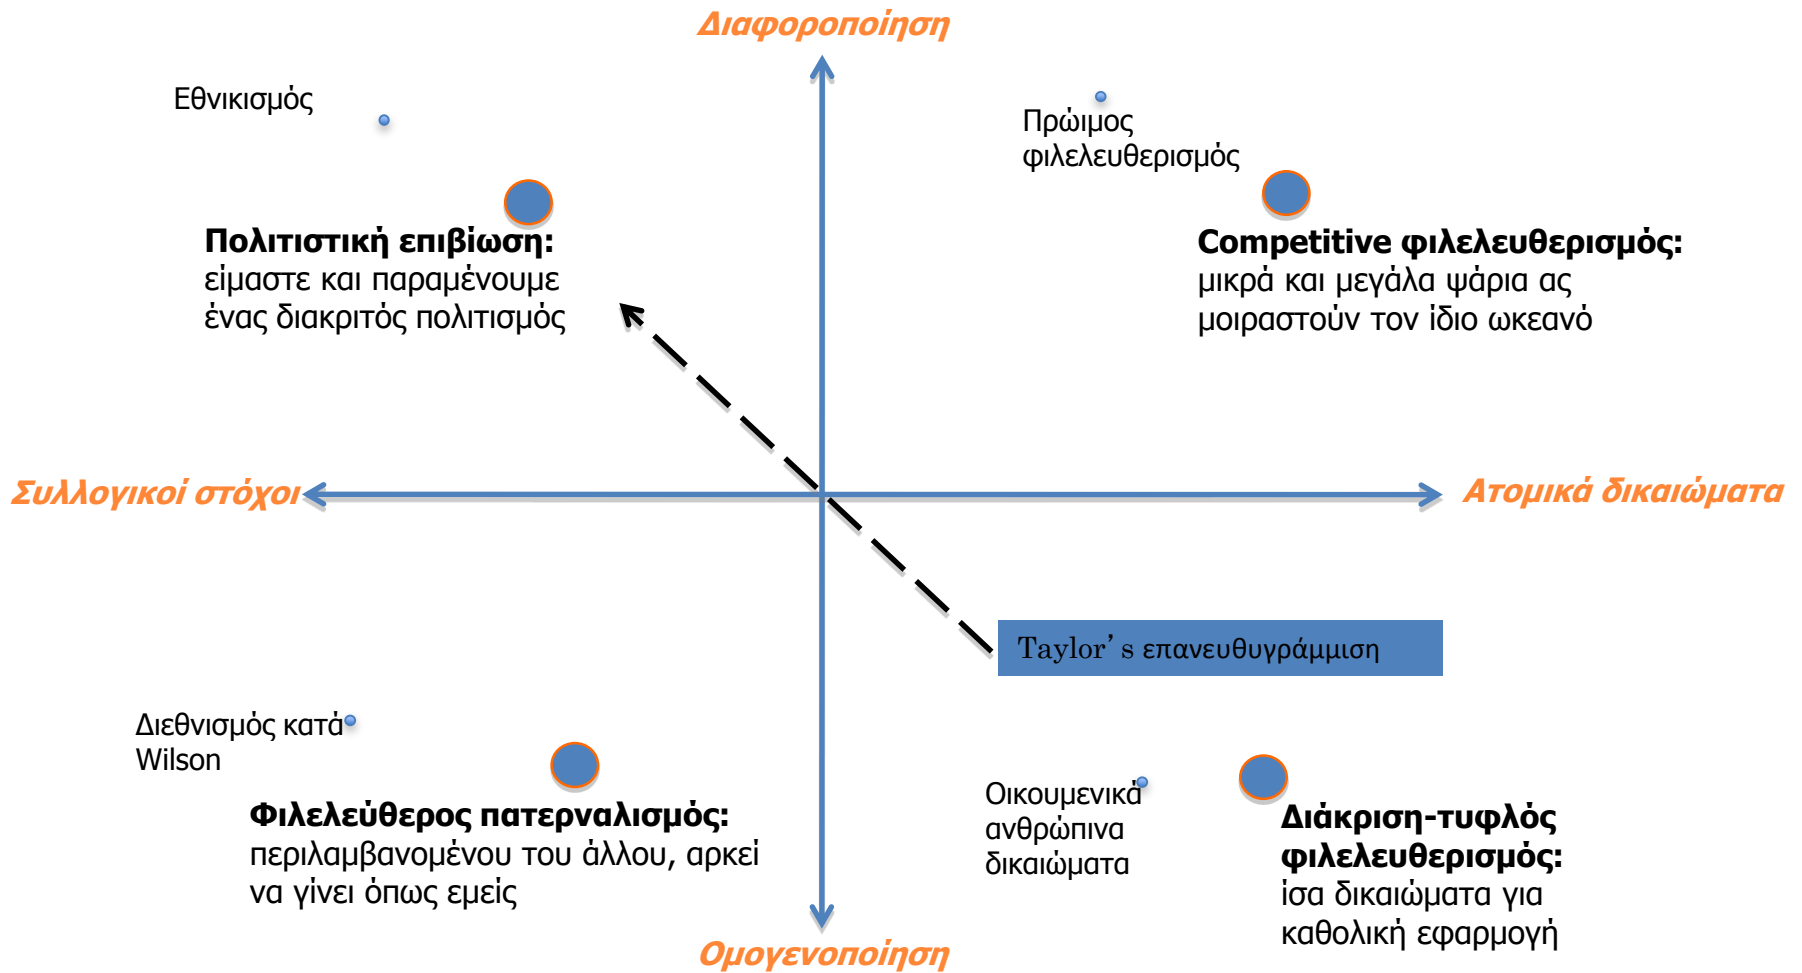 Διαφοροποίηση
Εθνικισμός
Πρώιμος
φιλελευθερισμός
Πολιτιστική επιβίωση:
είμαστε και παραμένουμε
ένας διακριτός πολιτισμός
Competitive φιλελευθερισμός:
μικρά και μεγάλα ψάρια ας
μοιραστούν τον ίδιο ωκεανό
Συλλογικοί στόχοι
Ατομικά δικαιώματα
Taylor’ s επανευθυγράμμιση
Διεθνισμός κατά
Wilson
Φιλελεύθερος πατερναλισμός:
περιλαμβανομένου του άλλου, αρκεί
να γίνει όπως εμείς
Οικουμενικά
ανθρώπινα
δικαιώματα
Διάκριση-τυφλός
φιλελευθερισμός:
ίσα δικαιώματα για
καθολική εφαρμογή
Ομογενοποίηση